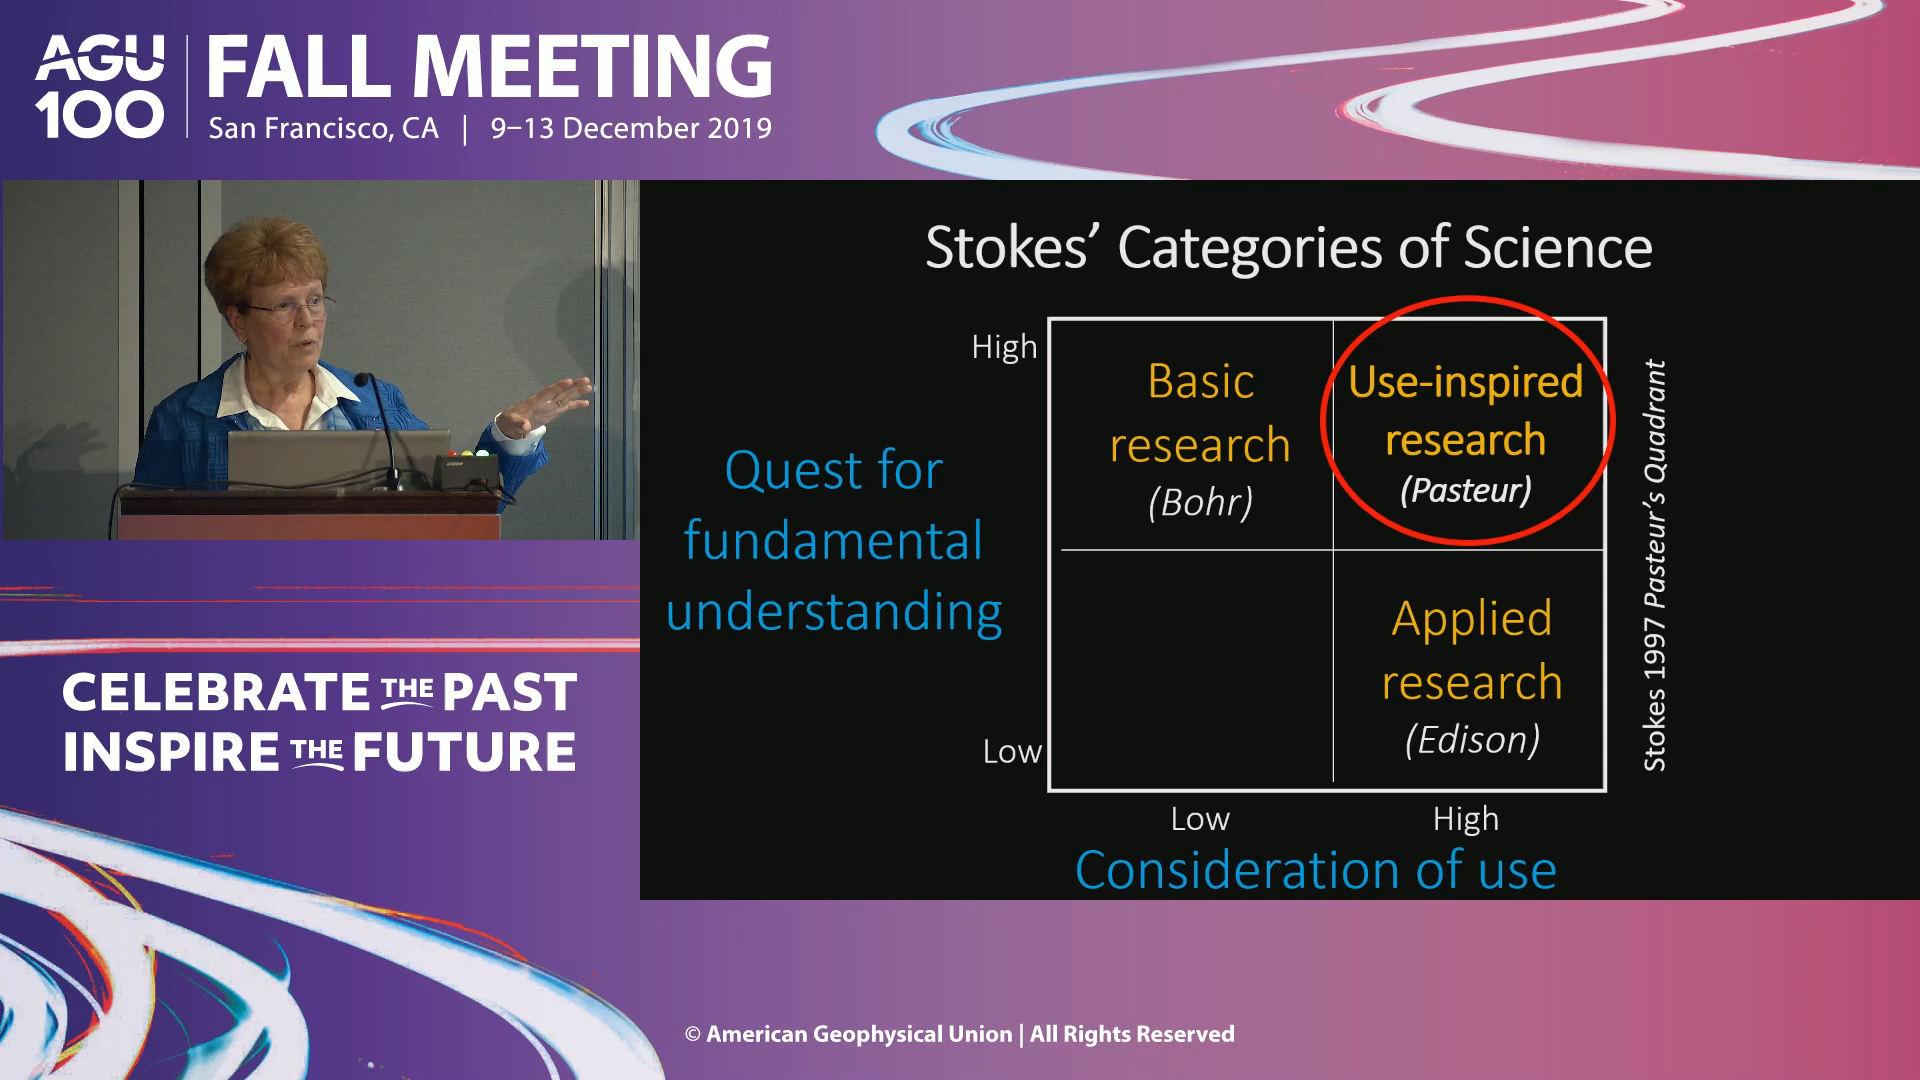 AGU
100
FALL MEETING
San Francisco, CA | 9–13 December 2019
Stokes’ Categories of Science
High
Basic
research
(Bohr)
Use-inspired
research
(Pasteur)
Quest for
fundamental
understanding
Applied
research
(Edison)
Low
Low
High
Consideration of use
Stokes 1997 Pasteur’s Quadrant
CELEBRATE THE PAST
INSPIRE THE FUTURE
© American Geophysical Union | All Rights Reserved